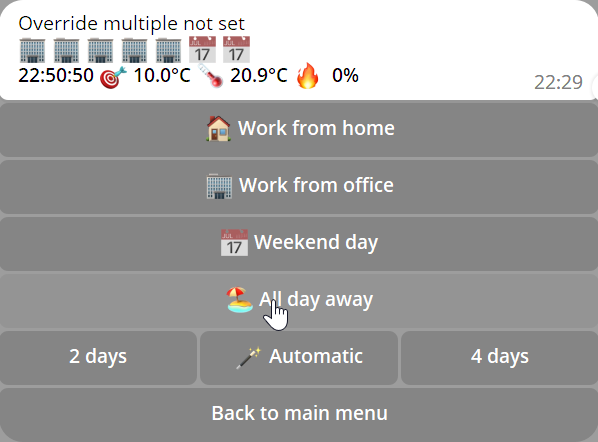 Override multiple not set
🏢🏢🏢🏢🏢📅📅
22:50:50 🎯 10.0°C 🌡️ 20.9°C 🔥 0%
22:29
🏠 Work from home
🏢 Work from office
📅 Weekend day
🏖️ All day away
2 days
🪄 Automatic
4 days
Back to main menu